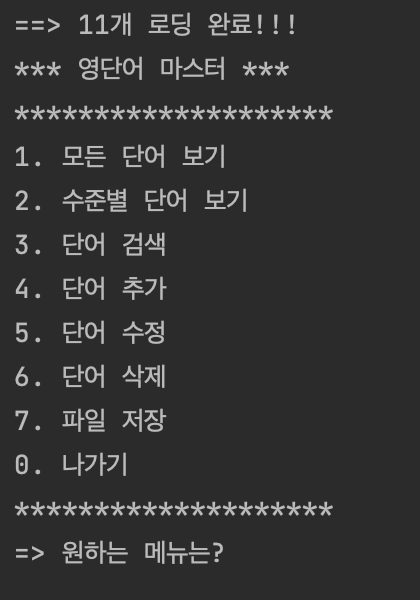 ==> 11개 로딩 완료!!!
*** 영단어 마스터 ***
********************
1. 모든 단어 보기
2. 수준별 단어 보기
3. 단어 검색
4. 단어 추가
5. 단어 수정
6. 단어 삭제
7. 파일 저장
0. 나가기
********************
=> 원하는 메뉴는?